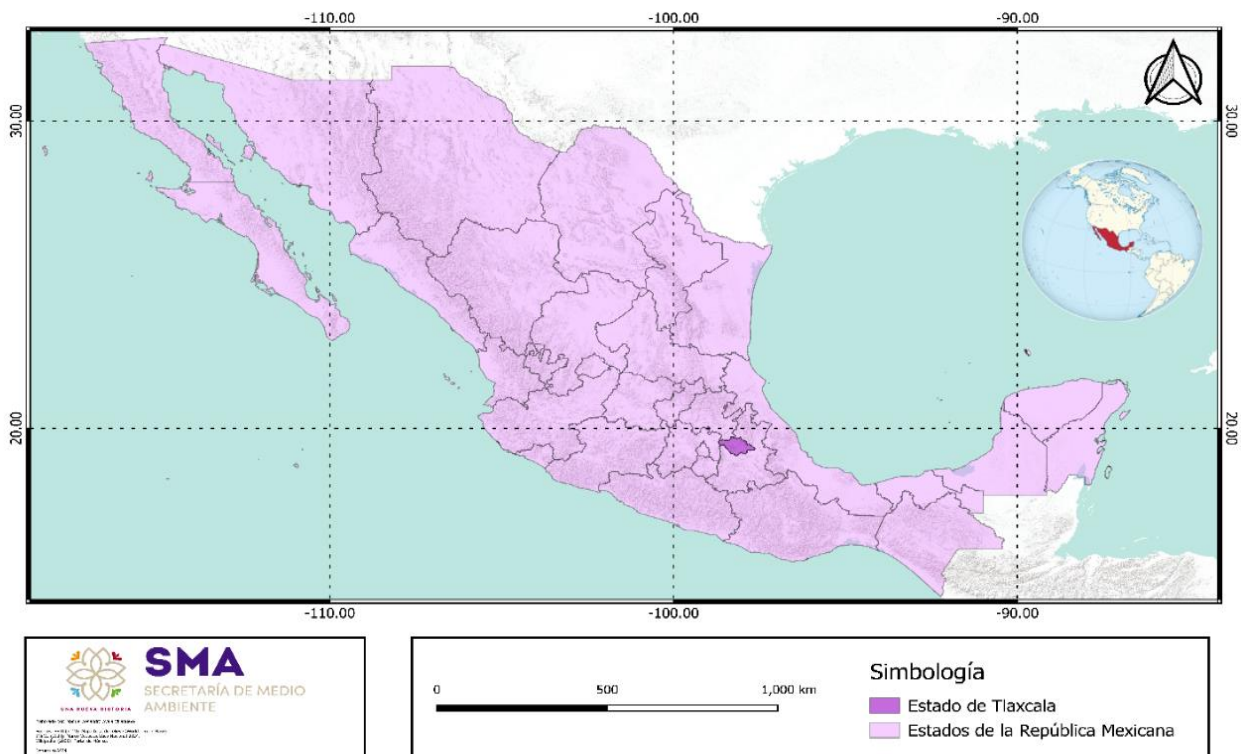 -110.00 -100.00 -90.00
30.00 30.00
20.00 20.00
-110.00 -100.00 -90.00
SMA
SECRETARÍA DE MEDIO
AMBIENTE
UNA NUEVA HISTORIA
0 500 1,000 km
Simbología
Estado de Tlaxcala
Estados de la República Mexicana